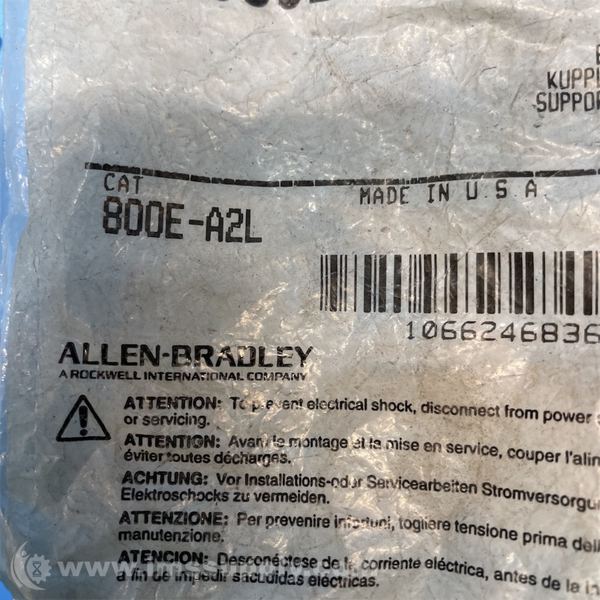 KUPPL
SUPPOR
CAT
MADE IN U.S.A.
800E-A2L
1066246836
ALLEN-BRADLEY
A ROCKWELL INTERNATIONAL COMPANY
ATTENTION: To prevent electrical shock, disconnect from power
or servicing.
ATTENTION: Avant le montage et la mise en service, couper l'alin
éviter toutes décharges.
ACHTUNG: Vor Installations-oder Servicearbeiten Stromversorgu
Elektroschocks zu vermeiden.
ATTENZIONE: Per prevenire infortuni, togliere tensione prima dell
manutenzione.
ATENCION: Desconéctese de la corriente eléctrica, antes de la
a fin de impedir sacudidas eléctricas.